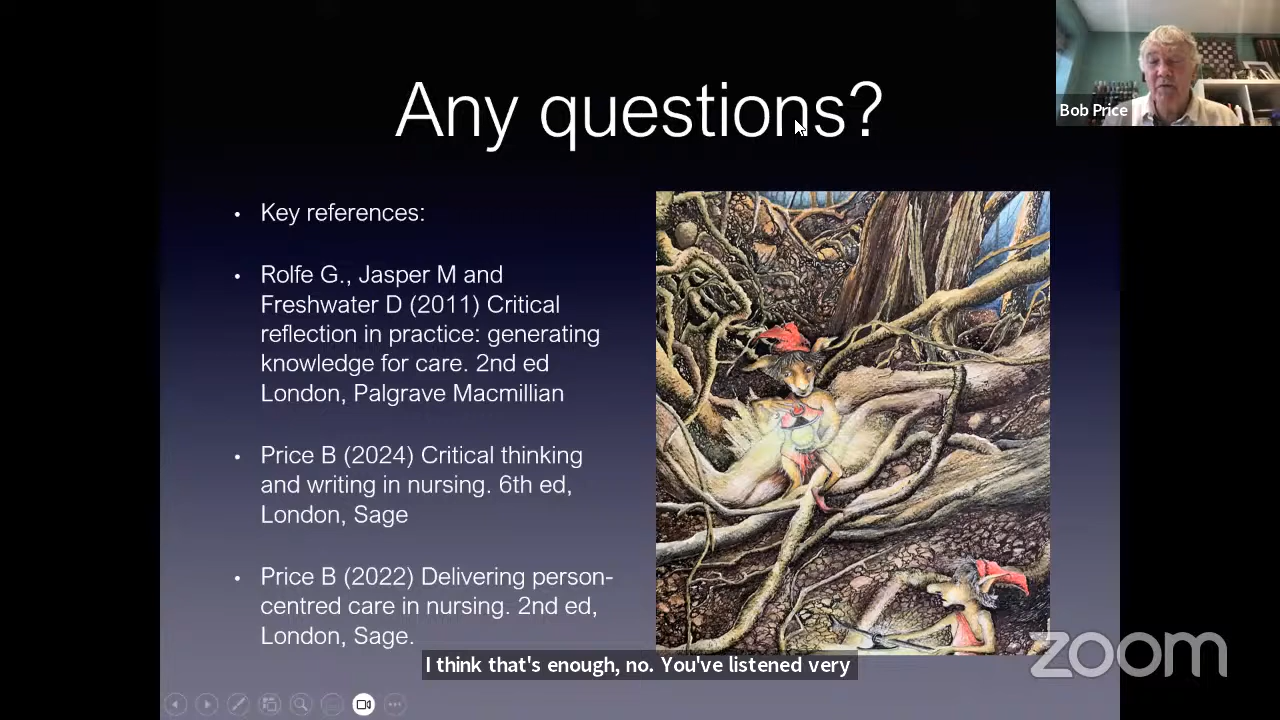 Any questions?
Bob Price
• Key references:
• Rolfe G., Jasper M and
Freshwater D (2011) Critical
reflection in practice: generating
knowledge for care. 2nd ed
London, Palgrave Macmillian
• Price B (2024) Critical thinking
and writing in nursing. 6th ed,
London, Sage
• Price B (2022) Delivering person-
centred care in nursing. 2nd ed,
London, Sage.
I think that's enough, no. You've listened very
zoom